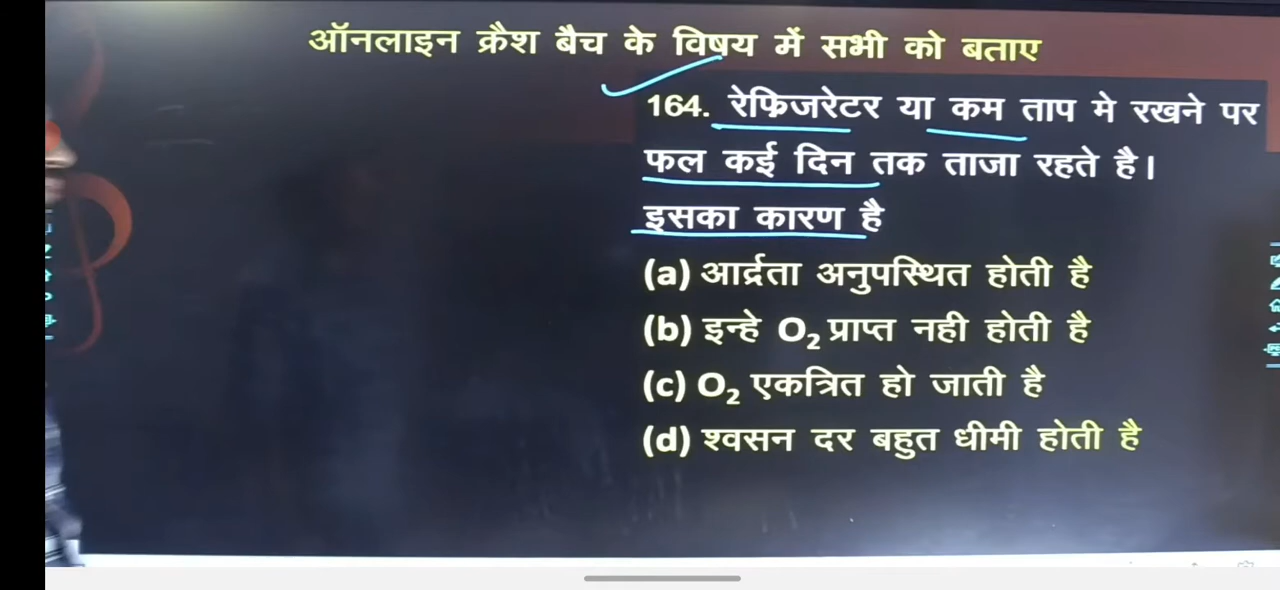 ऑनलाइन क्रैश बैच के विषय में सभी को बताए
164. रेफ्रिजरेटर या कम ताप मे रखने पर
फल कई दिन तक ताजा रहते है।
इसका कारण है
(a) आर्द्रता अनुपस्थित होती है
(b) इन्हे O₂ प्राप्त नही होती है
(c) O₂ एकत्रित हो जाती है
(d) श्वसन दर बहुत धीमी होती है